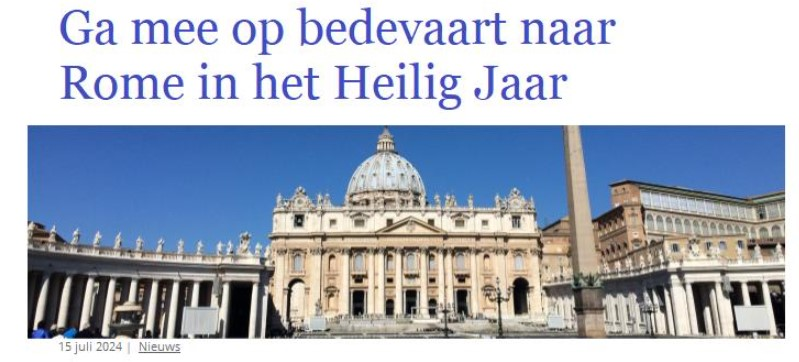 Ga mee op bedevaart naar
Rome in het Heilig Jaar
15 juli 2024 | Nieuws